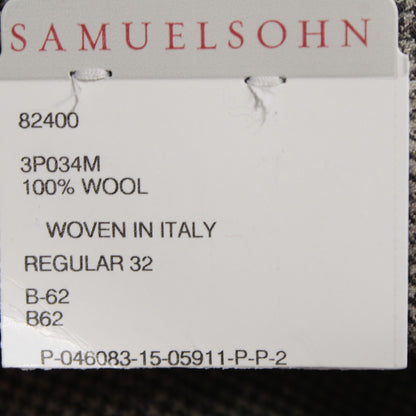 SAMUELSOHN
82400
3P034M
100% WOOL
WOVEN IN ITALY
REGULAR 32
B-62
B62
P-046083-15-05911-P-P-2